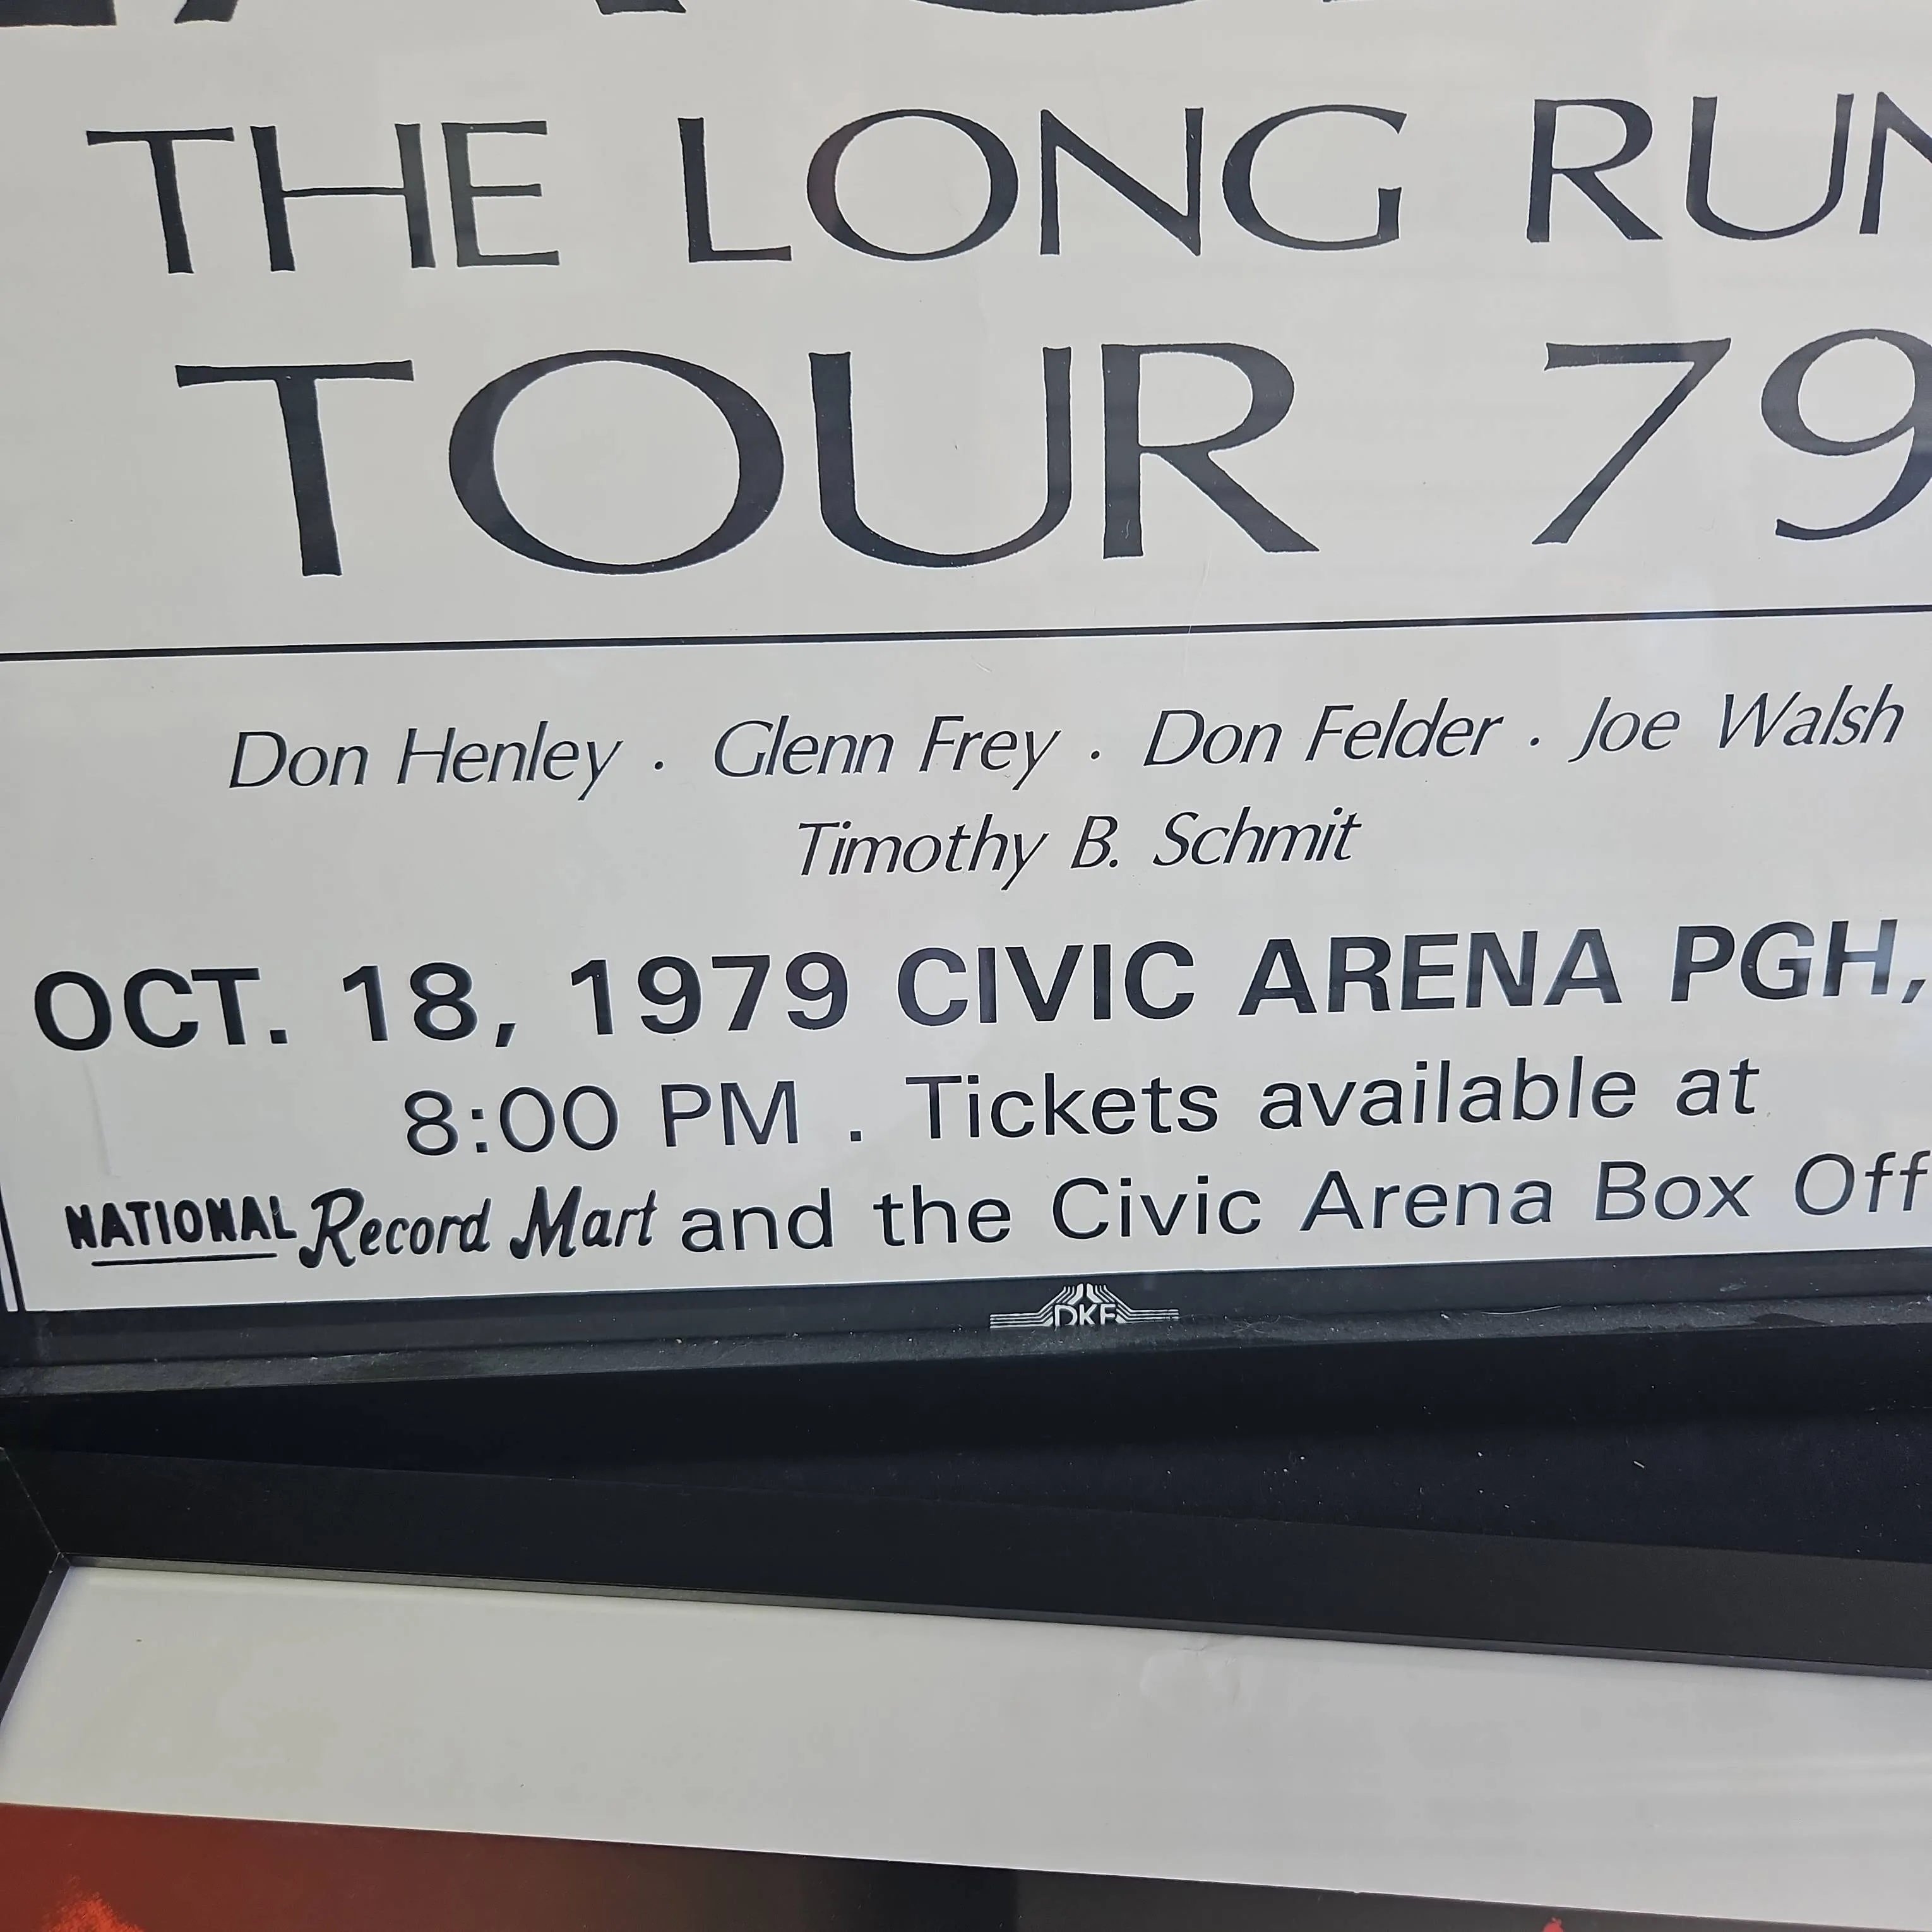 THE LONG RUN
TOUR 79
Don Henley . Glenn Frey . Don Felder . Joe Walsh
Timothy B. Schmit
OCT. 18, 1979 CIVIC ARENA PGH,
8:00 PM . Tickets available at
NATIONAL Record Mart and the Civic Arena Box Off
DKE